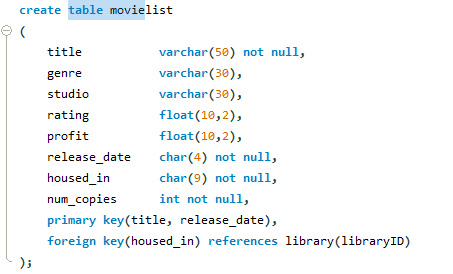 create table movielist
(
title varchar(50) not null,
genre varchar(30),
studio varchar(30),
rating float(10,2),
profit float(10,2),
release_date char(4) not null,
housed_in char(9) not null,
num_copies int not null,
primary key(title, release_date),
foreign key(housed_in) references library(libraryID)
);